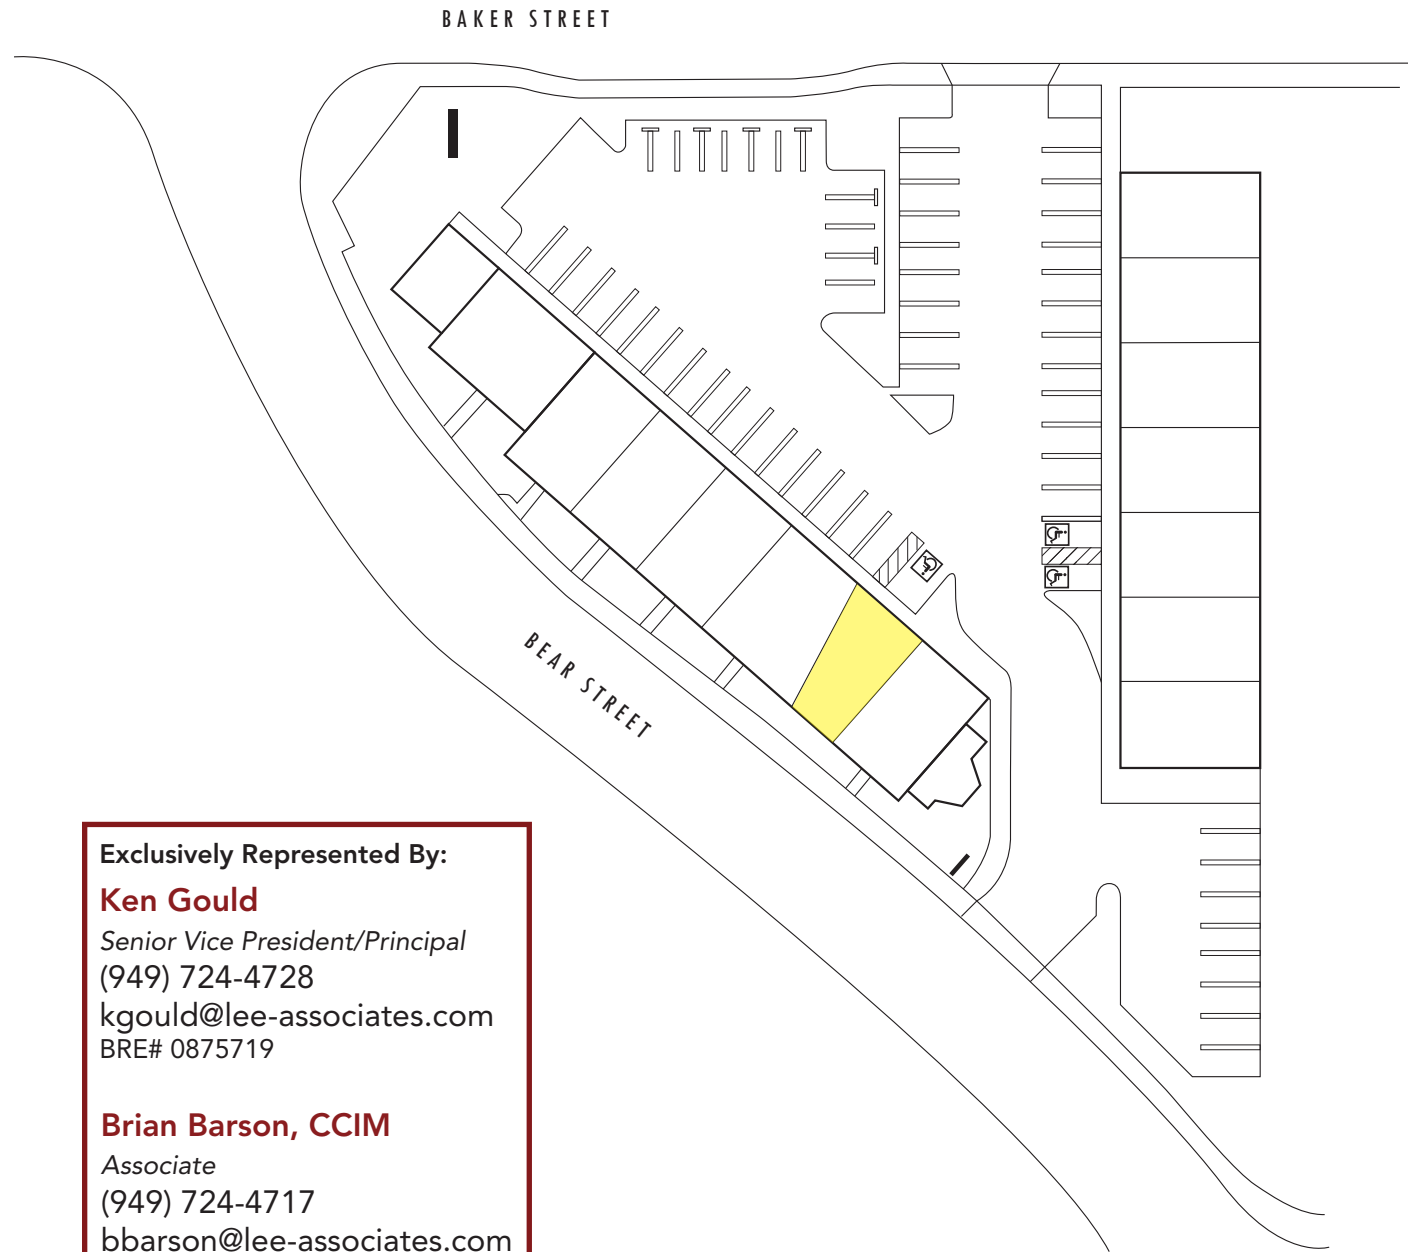 BAKER STREET
BEAR STREET
Exclusively Represented By:
Ken Gould
Senior Vice President/Principal
(949) 724-4728
kgould@lee-associates.com
BRE# 0875719
Brian Barson, CCIM
Associate
(949) 724-4717
bbarson@lee-associates.com